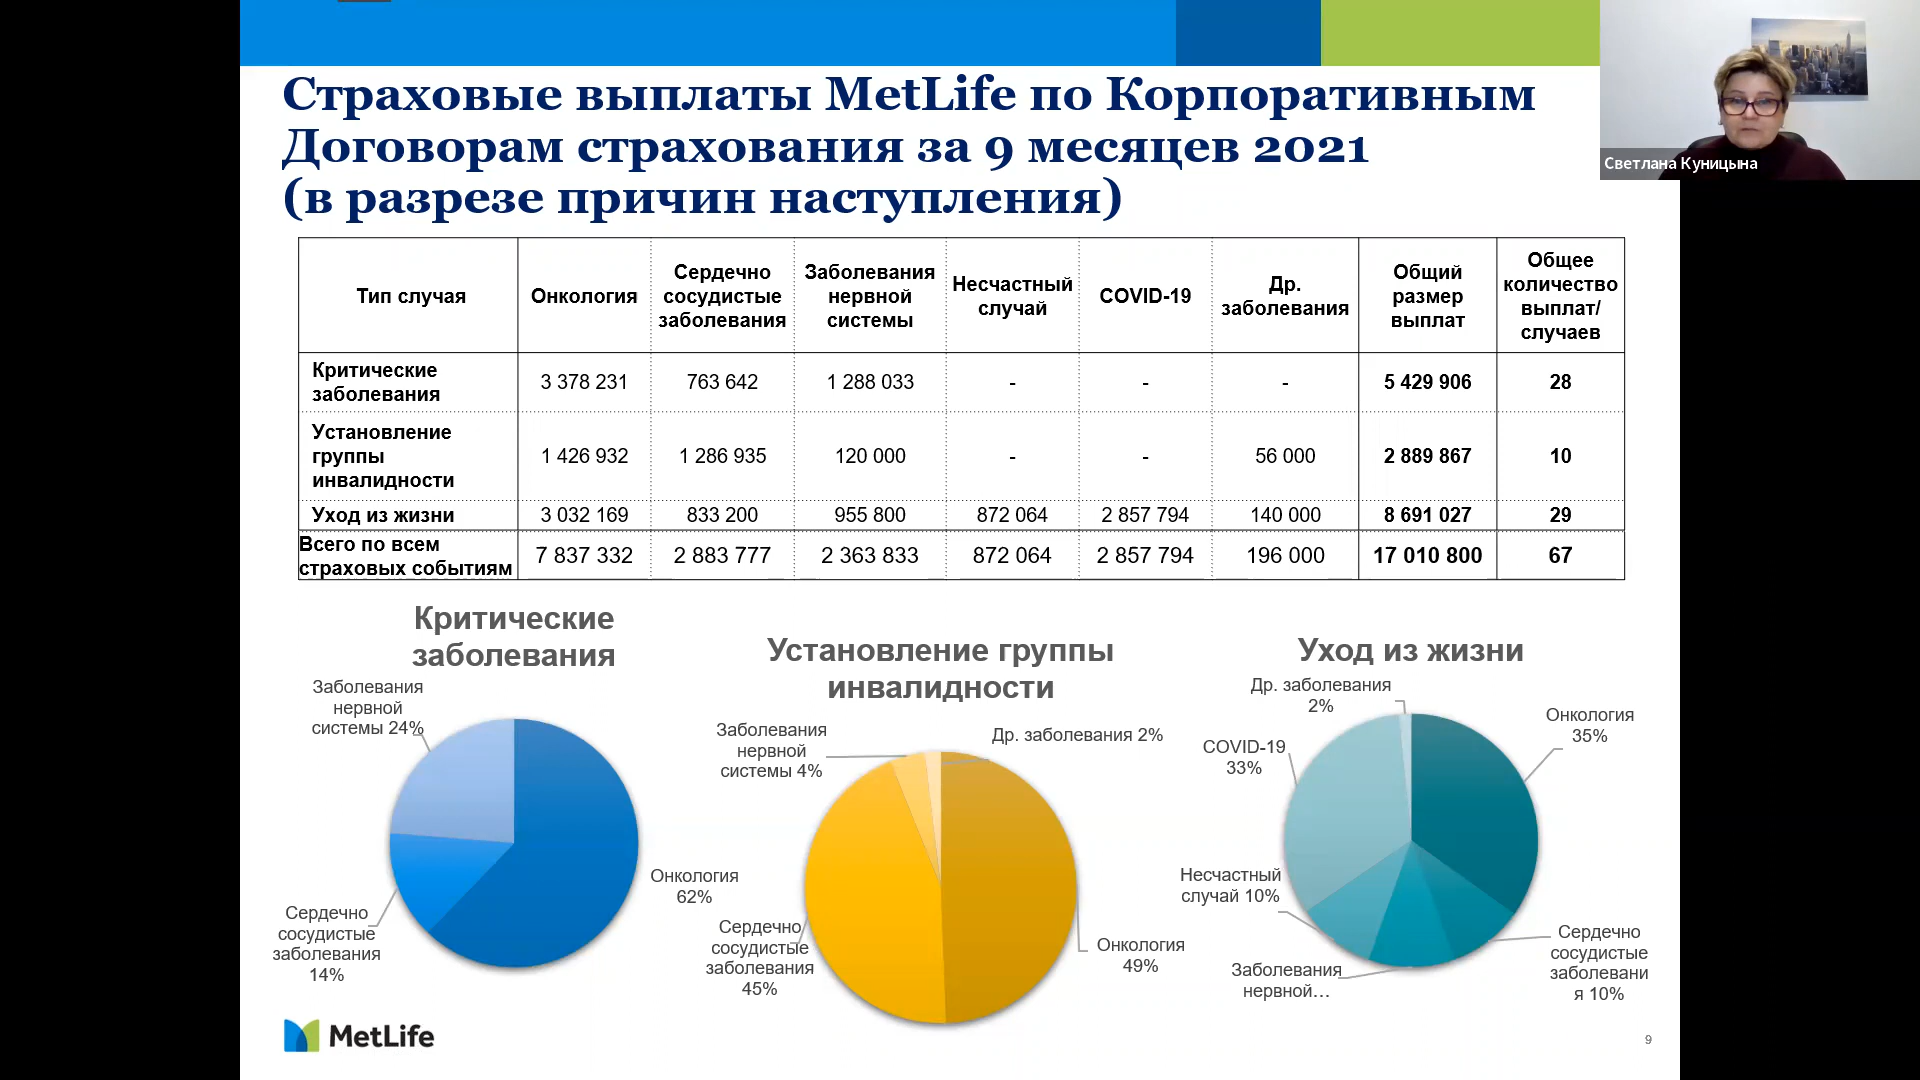 Страховые выплаты MetLife по Корпоративным
Договорам страхования за 9 месяцев 2021
(в разрезе причин наступления)
Светлана Куницына
Тип случая
Онкология
Сердечно
сосудистые
заболевания
Заболевания
нервной
системы
Несчастный
случай
COVID-19
Др.
заболевания
Общий
размер
выплат
Общее
количество
выплат/
случаев
Критические
заболевания
3 378 231
763 642
1 288 033
-
-
-
5 429 906
28
Установление
группы
инвалидности
1 426 932
1 286 935
120 000
-
-
56 000
2 889 867
10
Уход из жизни
3 032 169
833 200
955 800
872 064
2 857 794
140 000
8 691 027
29
Всего по всем
страховых событиям
7 837 332
2 883 777
2 363 833
872 064
2 857 794
196 000
17 010 800
67
Критические
заболевания
Заболевания
нервной
системы 24%
Онкология
62%
Сердечно
сосудистые
заболевания
14%
Установление группы
инвалидности
Заболевания
нервной
системы 4%
Др. заболевания 2%
Сердечно
сосудистые
заболевания
45%
Онкология
49%
Уход из жизни
Др. заболевания
2%
Онкология
35%
COVID-19
33%
Несчастный
случай 10%
Заболевания
нервной...
Сердечно
сосудистые
заболевани
я 10%
MetLife
9